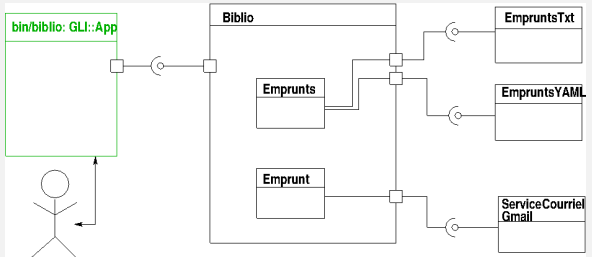 bin/biblio: GLI::App
Biblio
EmpruntsTxt
Emprunts
EmpruntsYAML
Emprunt
ServiceCourriel
Gmail